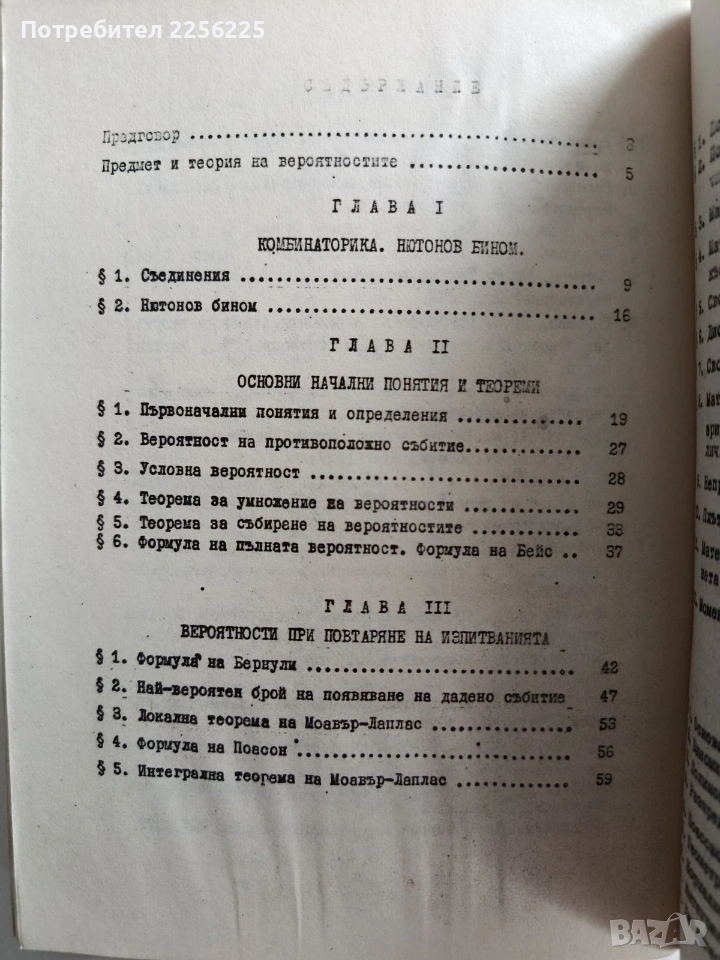 Потребител 2256225
СЪДЪРЖАНИЕ
Предговор .......... 3
Предмет и теория на вероятностите .......... 5
ГЛАВА I
КОМБИНАТОРИКА. НЮТОНОВ БИНОМ.
§ 1. Съединения .......... 9
§ 2. Нютонов бином .......... 16
ГЛАВА II
ОСНОВНИ НАЧАЛНИ ПОНЯТИЯ И ТЕОРЕМИ
§ 1. Първоначални понятия и определения .......... 19
§ 2. Вероятност на противоположно събитие.......... 27
§ 3. Условна вероятност .......... 28
§ 4. Теорема за умножение на вероятности .......... 29
§ 5. Теорема за събиране на вероятностите .......... 33
§ 6. Формула на пълната вероятност. Формула на Бейс .. 37
ГЛАВА III
ВЕРОЯТНОСТИ ПРИ ПОВТАРЯНЕ НА ИЗПИТВАНИЯТА
§ 1. Формула на Бернули .......... 42
§ 2. Най-вероятен брой на появяване на дадено събитие 47
§ 3. Локална теорема на Моавър-Лаплас .......... 53
§ 4. Формула на Поасон .......... 56
§ 5. Интегрална теорема на Моавър-Лаплас .......... 59
BAZAR